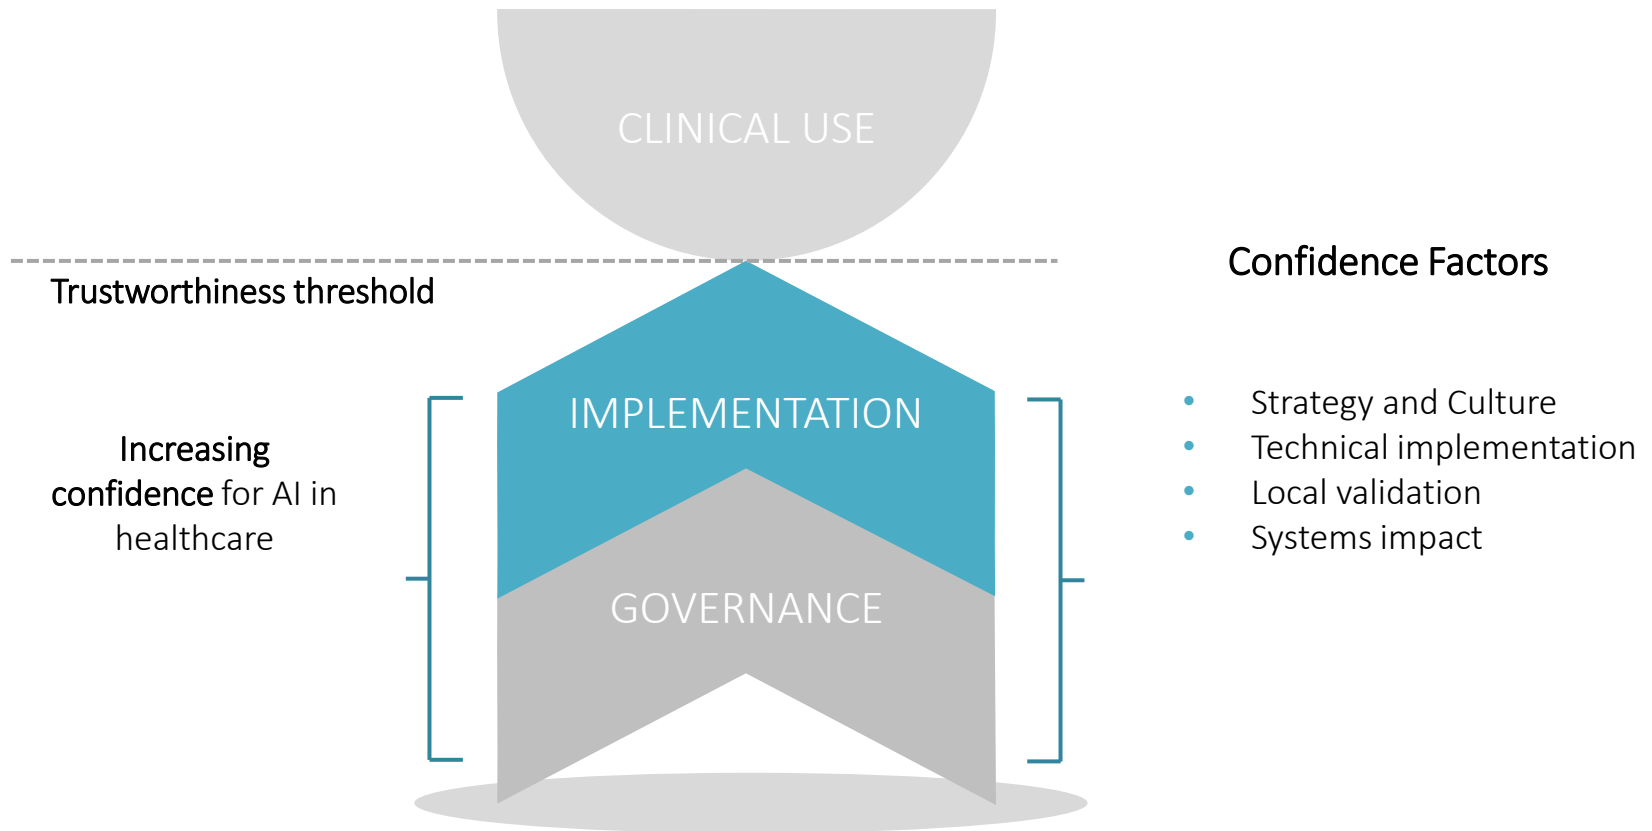 CLINICAL USE
Trustworthiness threshold
IMPLEMENTATION
GOVERNANCE
Increasing
confidence for AI in
healthcare
Confidence Factors
• Strategy and Culture
• Technical implementation
• Local validation
• Systems impact